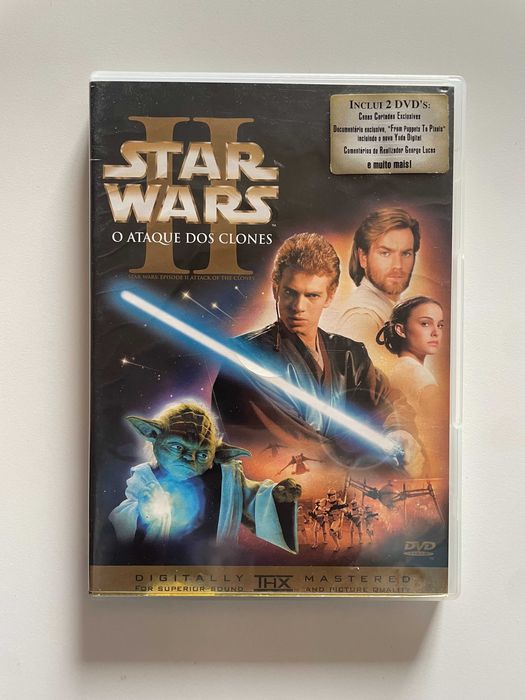 INCLUI 2 DVD'S:
Cenas Cortadas Exclusivas
Documentário exclusivo, "From Puppets To Pixels"
incluindo o novo Yoda Digital
Comentários do Realizador George Lucas
e muito mais!
II
STAR
WARS™
O ATAQUE DOS CLONES
STAR WARS: EPISODE II ATTACK OF THE CLONES
DVD
VIDEO
DIGITALLY THX MASTERED
FOR SUPERIOR SOUND AND PICTURE QUALITY